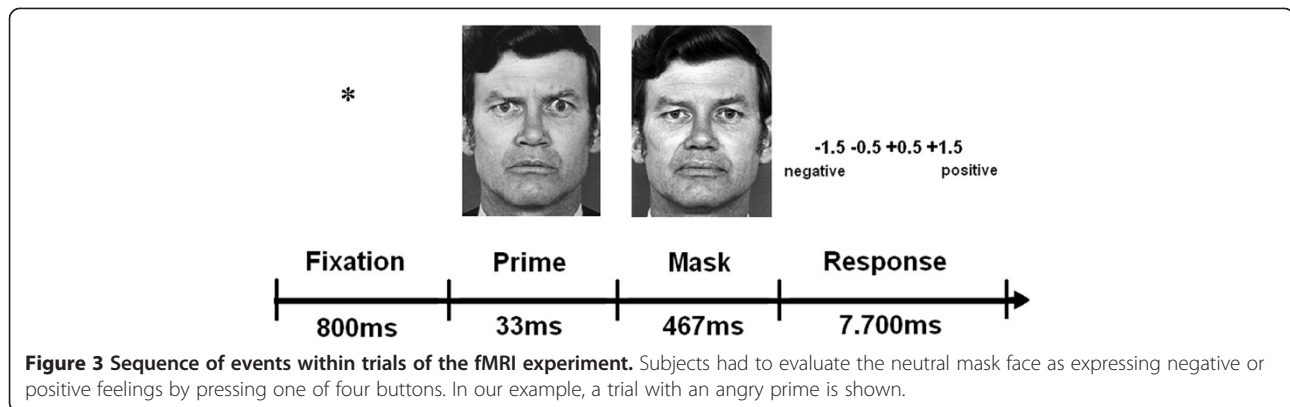 *
-1.5 -0.5 +0.5 +1.5
negative positive
Fixation Prime Mask Response
800ms 33ms 467ms 7.700ms
Figure 3 Sequence of events within trials of the fMRI experiment. Subjects had to evaluate the neutral mask face as expressing negative or
positive feelings by pressing one of four buttons. In our example, a trial with an angry prime is shown.